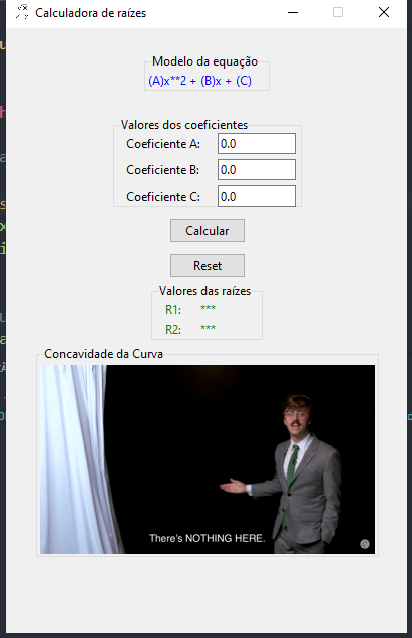 Calculadora de raízes
Modelo da equação
(A)x**2 + (B)x + (C)
Valores dos coeficientes
Coeficiente A: 0.0
Coeficiente B: 0.0
Coeficiente C: 0.0
Calcular
Reset
Valores das raízes
R1: ***
R2: ***
Concavidade da Curva
There's NOTHING HERE.